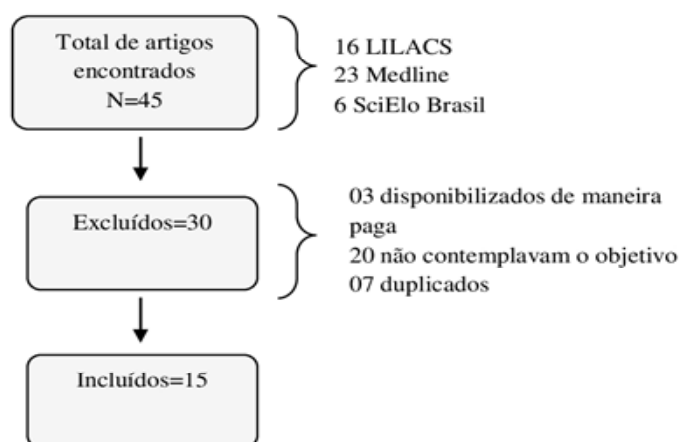 Total de artigos
encontrados
N=45
16 LILACS
23 Medline
6 SciElo Brasil
Excluídos=30
03 disponibilizados de maneira
paga
20 não contemplavam o objetivo
07 duplicados
Incluídos=15